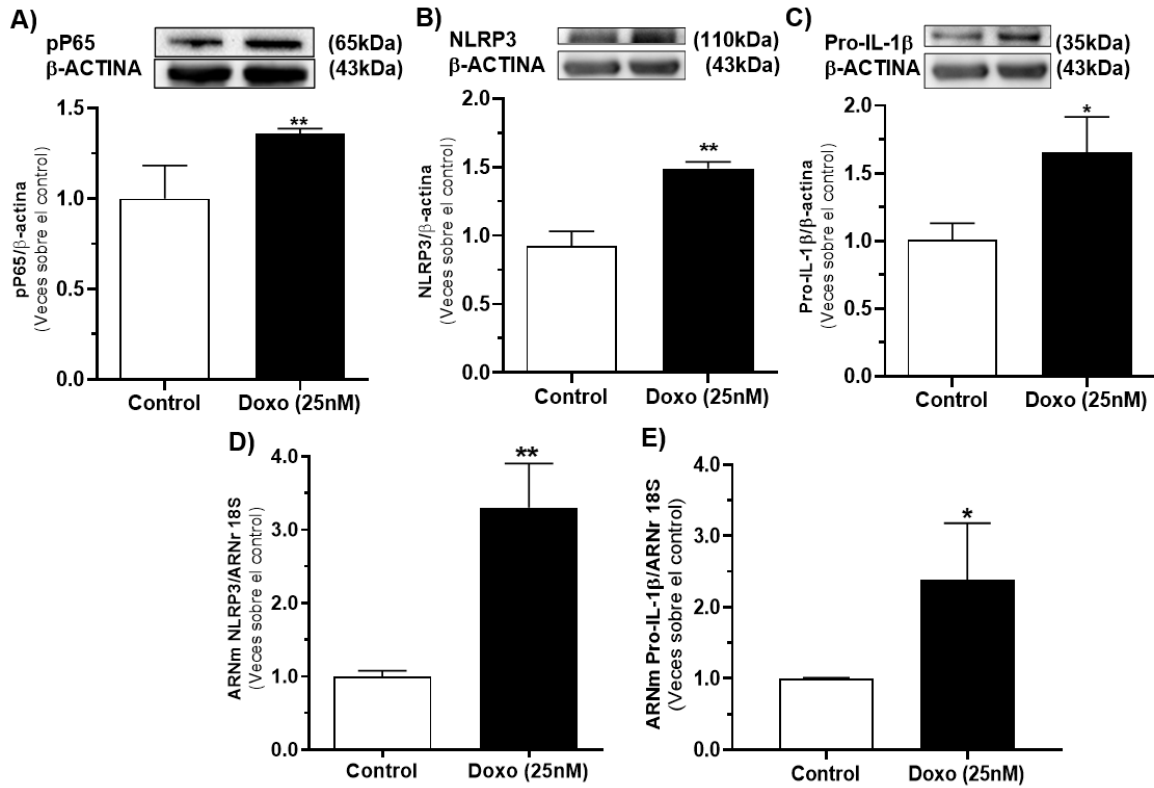 A)
pP65 (65kDa)
β-ACTINA (43kDa)
pP65/β-actina
(Veces sobre el control)
1.5
1.0
0.5
0.0
**
Control Doxo (25nM)
B)
NLRP3 (110kDa)
β-ACTINA (43kDa)
NLRP3/β-actina
(Veces sobre el control)
2.0
1.5
1.0
0.5
0.0
**
Control Doxo (25nM)
C)
Pro-IL-1β (35kDa)
β-ACTINA (43kDa)
Pro-IL-1β/β-actina
(Veces sobre el control)
2.0
1.5
1.0
0.5
0.0
*
Control Doxo (25nM)
D)
ARNm NLRP3/ARNr 18S
(Veces sobre el control)
4.0
3.0
2.0
1.0
0.0
**
Control Doxo (25nM)
E)
ARNm Pro-IL-1β/ARNr 18S
(Veces sobre el control)
4.0
3.0
2.0
1.0
0.0
*
Control Doxo (25nM)